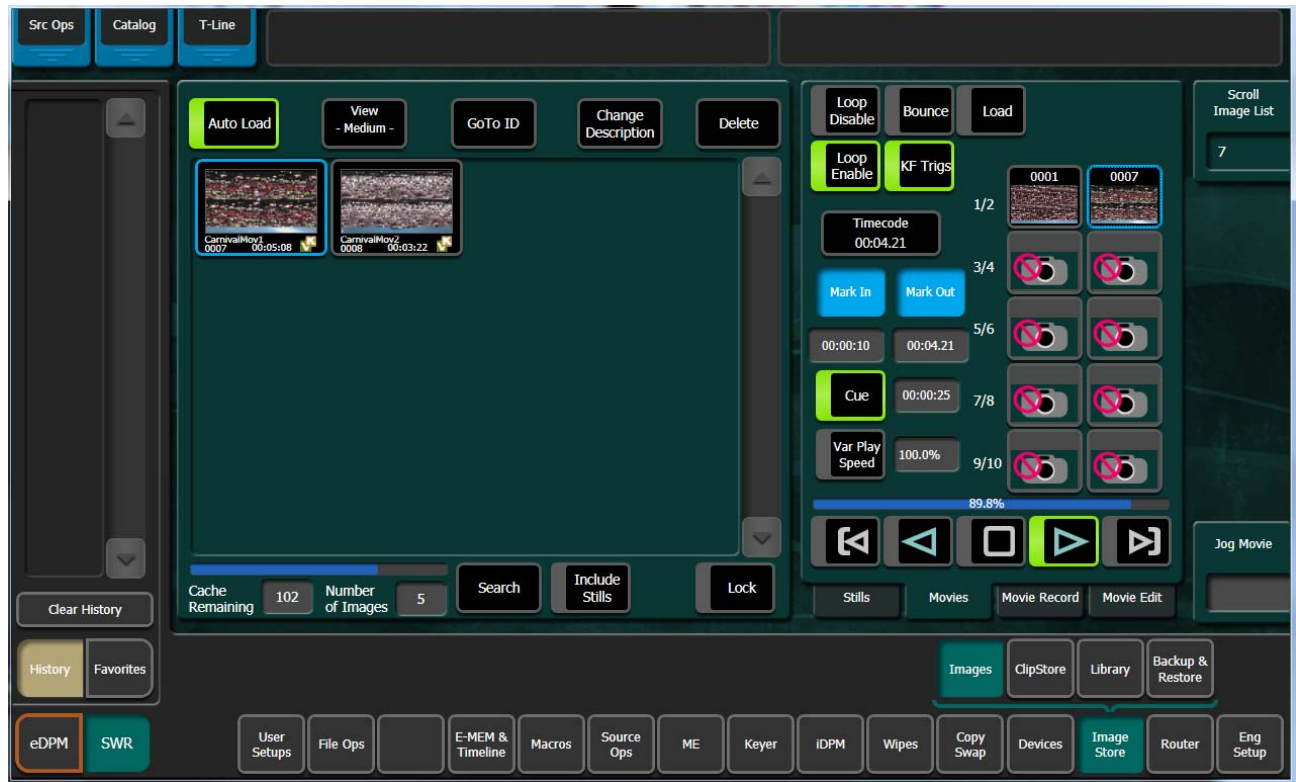 Src Ops
Catalog
T-Line
Auto Load
View
- Medium -
GoTo ID
Change
Description
Delete
CarnivalMov1
0007 00:05:08
CarnivalMov2
0008 00:03:22
Cache
Remaining
102
Number
of Images
5
Search
Include
Stills
Lock
Clear History
History
Favorites
Loop
Disable
Bounce
Load
Loop
Enable
KF Trigs
Timecode
00:04.21
Mark In
Mark Out
00:00:10
00:04.21
Cue
00:00:25
Var Play
Speed
100.0%
1/2
0001
0007
3/4
5/6
7/8
9/10
89.8%
Stills
Movies
Movie Record
Movie Edit
Scroll
Image List
7
Jog Movie
Images
ClipStore
Library
Backup &
Restore
eDPM
SWR
User
Setups
File Ops
E-MEM &
Timeline
Macros
Source
Ops
ME
Keyer
iDPM
Wipes
Copy
Swap
Devices
Image
Store
Router
Eng
Setup